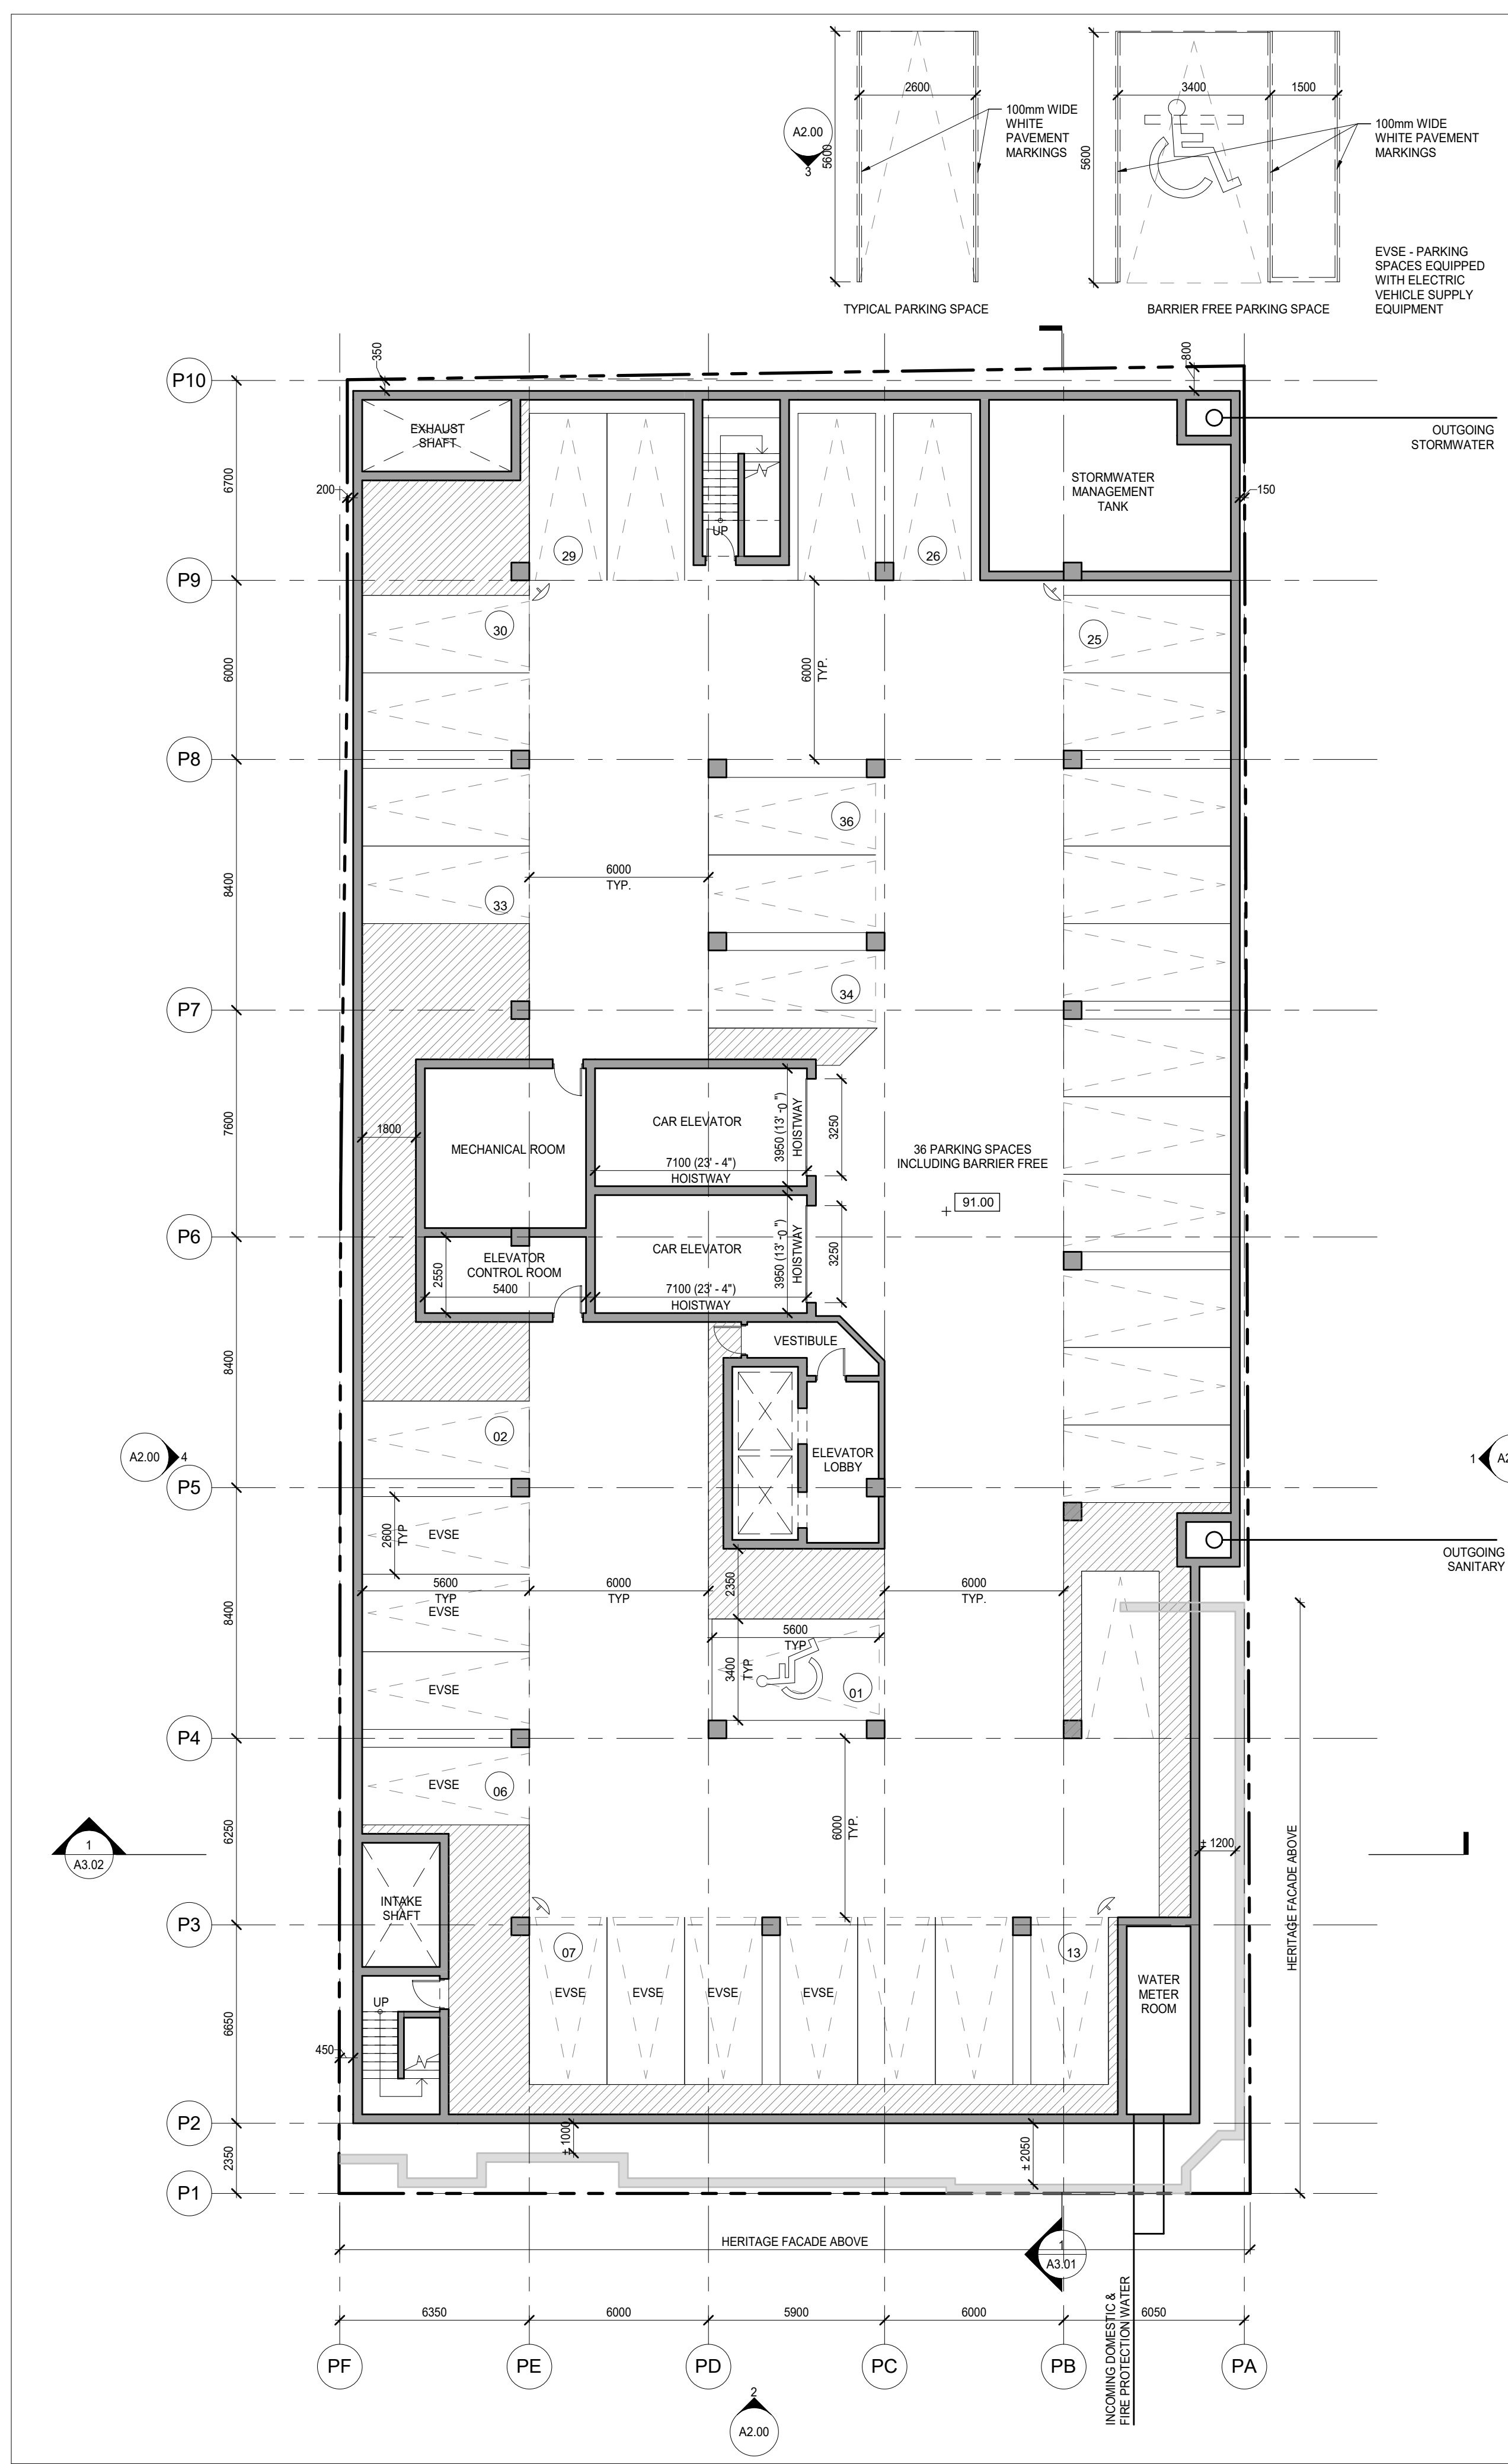 2600
3400
1500
5600
5600
A2.00
3
100mm WIDE
WHITE
PAVEMENT
MARKINGS
100mm WIDE
WHITE PAVEMENT
MARKINGS
EVSE - PARKING
SPACES EQUIPPED
WITH ELECTRIC
VEHICLE SUPPLY
EQUIPMENT
TYPICAL PARKING SPACE
BARRIER FREE PARKING SPACE
P10
350
800
EXHAUST
SHAFT
OUTGOING
STORMWATER
6700
200
STORMWATER
MANAGEMENT
TANK
150
UP
29
26
P9
30
25
6000
6000
TYP.
P8
36
8400
6000
TYP.
33
34
P7
7600
1800
MECHANICAL ROOM
CAR ELEVATOR
7100 (23' - 4")
HOISTWAY
3950 (13' -0 ")
HOISTWAY
3250
36 PARKING SPACES
INCLUDING BARRIER FREE
91.00
P6
ELEVATOR
CONTROL ROOM
5400
2550
CAR ELEVATOR
7100 (23' - 4")
HOISTWAY
3950 (13' -0 ")
HOISTWAY
3250
VESTIBULE
8400
02
A2.00
4
ELEVATOR
LOBBY
1
P5
2600
TYP
EVSE
OUTGOING
SANITARY
5600
TYP
6000
TYP
2350
6000
TYP.
EVSE
8400
5600
TYP
3400
TYP
EVSE
01
P4
EVSE
06
6250
6000
TYP.
1
A3.02
± 1200
HERITAGE FACADE ABOVE
INTAKE
SHAFT
P3
07
13
EVSE
EVSE
EVSE
EVSE
WATER
METER
ROOM
UP
6650
450
P2
± 1000
± 2050
2350
P1
HERITAGE FACADE ABOVE
1
A3.01
INCOMING DOMESTIC &
FIRE PROTECTION WATER
6350
6000
5900
6000
6050
PF
PE
PD
PC
PB
PA
2
A2.00